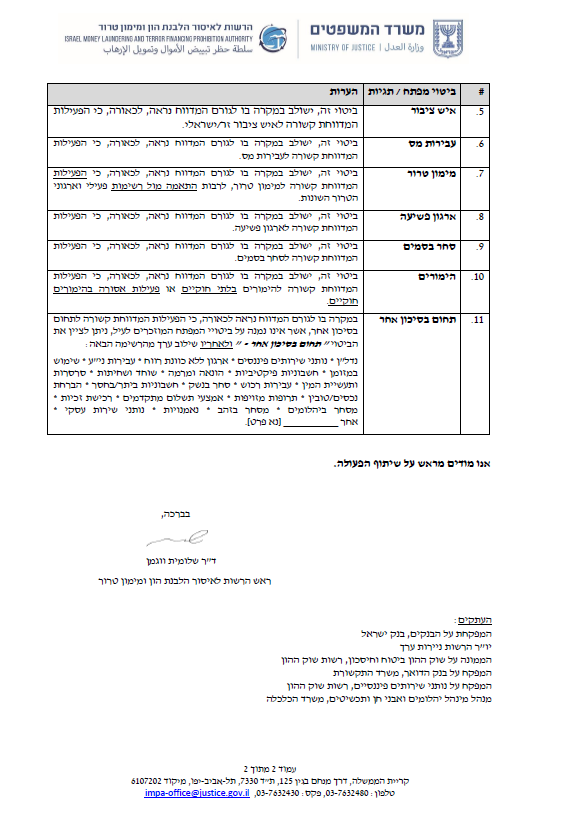 הרשות לאיסור הלבנת הון ומימון טרור
ISRAEL MONEY LAUNDERING AND TERROR FINANCING PROHIBITION AUTHORITY
سلطة حظر تبييض الأموال وتمويل الإرهاب
משרד המשפטים
MINISTRY OF JUSTICE | وزارة العدل
# ביטוי מפתח / תגיות הערות
5. איש ציבור ביטוי זה, ישולב במקרה בו לגורם המדווח נראה, לכאורה, כי הפעילות
המדווחת קשורה לאיש ציבור זר/ישראלי.
6. עבירות מס ביטוי זה, ישולב במקרה בו לגורם המדווח נראה, לכאורה, כי הפעילות
המדווחת קשורה לעבירות מס.
7. מימון טרור ביטוי זה, ישולב במקרה בו לגורם המדווח נראה, לכאורה, כי הפעילות
המדווחת קשורה למימון טרור, לרבות התאמה מול רשימות פעילי וארגוני
הטרור השונות.
8. ארגון פשיעה ביטוי זה, ישולב במקרה בו לגורם המדווח נראה, לכאורה, כי הפעילות
המדווחת קשורה לארגון פשיעה.
9. סחר בסמים ביטוי זה, ישולב במקרה בו לגורם המדווח נראה, לכאורה, כי הפעילות
המדווחת קשורה לסחר בסמים.
10. הימורים ביטוי זה, ישולב במקרה בו לגורם המדווח נראה, לכאורה, כי הפעילות
המדווחת קשורה להימורים בלתי חוקיים או פעילות אסורה בהימורים
חוקיים.
11. תחום בסיכון אחר במקרה בו לגורם המדווח נראה לכאורה, כי הפעילות המדווחת קשורה לתחום
בסיכון אחר, אשר אינו נמנה על ביטויי המפתח המוזכרים לעיל, ניתן לציין את
הביטוי "תחום בסיכון אחר - " ולאחריו שילוב ערך מהרשימה הבאה:
נדל"ן * נותני שירותים פיננסים * ארגון ללא כוונת רווח * עבירות ני"ע * שימוש
במזומן * חשבוניות פיקטיביות * הונאה ומרמה * שוחד ושחיתות * סרסרות
ותעשיית המין * עבירות רכוש * סחר בנשק * חשבוניות ביתר/בחסר * הברחת
נכסים/טובין * תרופות מזויפות * אמצעי תשלום מתקדמים * רכישת זכיות *
מסחר ביהלומים * מסחר בזהב * נאמנויות * נותני שירות עסקי *
אחר ___________ [נא פרט].
אנו מודים מראש על שיתוף הפעולה.
בברכה,
ד"ר שלומית ווגמן
ראש הרשות לאיסור הלבנת הון ומימון טרור
העתקים:
המפקחת על הבנקים, בנק ישראל
יו"ר הרשות ניירות ערך
הממונה על שוק ההון ביטוח וחיסכון, רשות שוק ההון
המפקח על בנק הדואר, משרד התקשורת
המפקח על נותני שירותים פיננסיים, רשות שוק ההון
מנהל מינהל יהלומים ואבני חן ותכשיטים, משרד הכלכלה
עמוד 2 מתוך 2
קריית הממשלה, דרך מנחם בגין 125, ת"ד 7330, תל-אביב-יפו, מיקוד 6107202
טלפון: 03-7632480, פקס: 03-7632430, impa-office@justice.gov.il